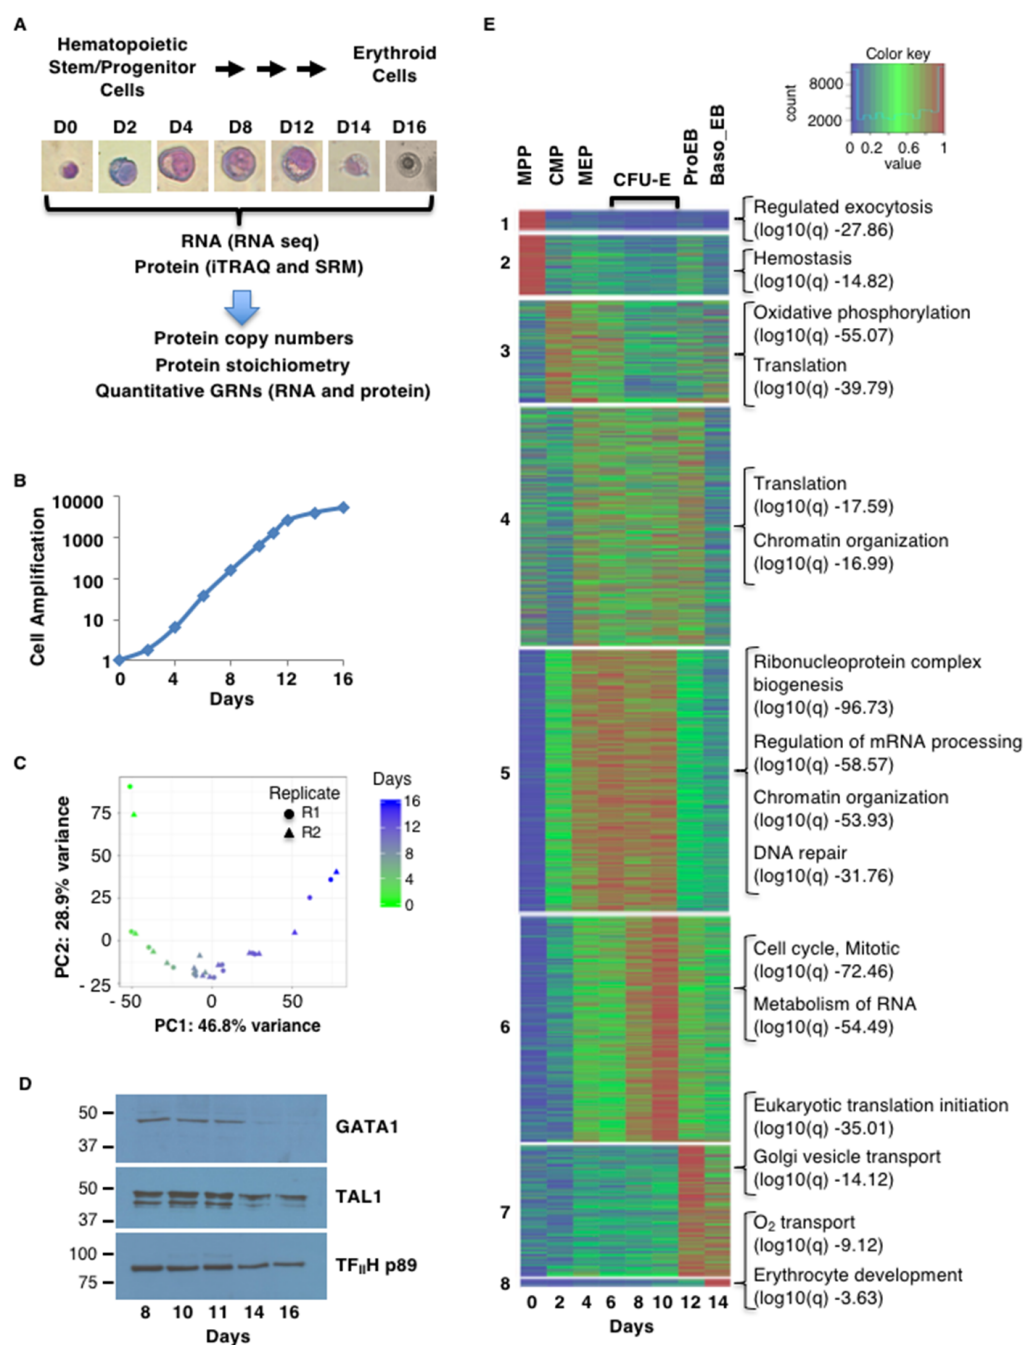 A
Hematopoietic
Stem/Progenitor
Cells
Erythroid
Cells
D0 D2 D4 D8 D12 D14 D16
RNA (RNA seq)
Protein (iTRAQ and SRM)
Protein copy numbers
Protein stoichiometry
Quantitative GRNs (RNA and protein)
B
Cell Amplification
10000
1000
100
10
1
0 4 8 12 16
Days
C
PC2: 28.9% variance
75
50
25
0
- 25
- 50 0 50
PC1: 46.8% variance
Replicate
R1
R2
Days
16
12
8
4
0
D
50
37
GATA1
50
37
TAL1
100
75
TFIIH p89
8 10 11 14 16
Days
E
Color key
count
8000
2000
0 0.2 0.6 1
value
MPP CMP MEP CFU-E ProEB Baso_EB
1
2
3
4
5
6
7
8
0 2 4 6 8 10 12 14
Days
Regulated exocytosis
(log10(q) -27.86)
Hemostasis
(log10(q) -14.82)
Oxidative phosphorylation
(log10(q) -55.07)
Translation
(log10(q) -39.79)
Translation
(log10(q) -17.59)
Chromatin organization
(log10(q) -16.99)
Ribonucleoprotein complex
biogenesis
(log10(q) -96.73)
Regulation of mRNA processing
(log10(q) -58.57)
Chromatin organization
(log10(q) -53.93)
DNA repair
(log10(q) -31.76)
Cell cycle, Mitotic
(log10(q) -72.46)
Metabolism of RNA
(log10(q) -54.49)
Eukaryotic translation initiation
(log10(q) -35.01)
Golgi vesicle transport
(log10(q) -14.12)
O2 transport
(log10(q) -9.12)
Erythrocyte development
(log10(q) -3.63)